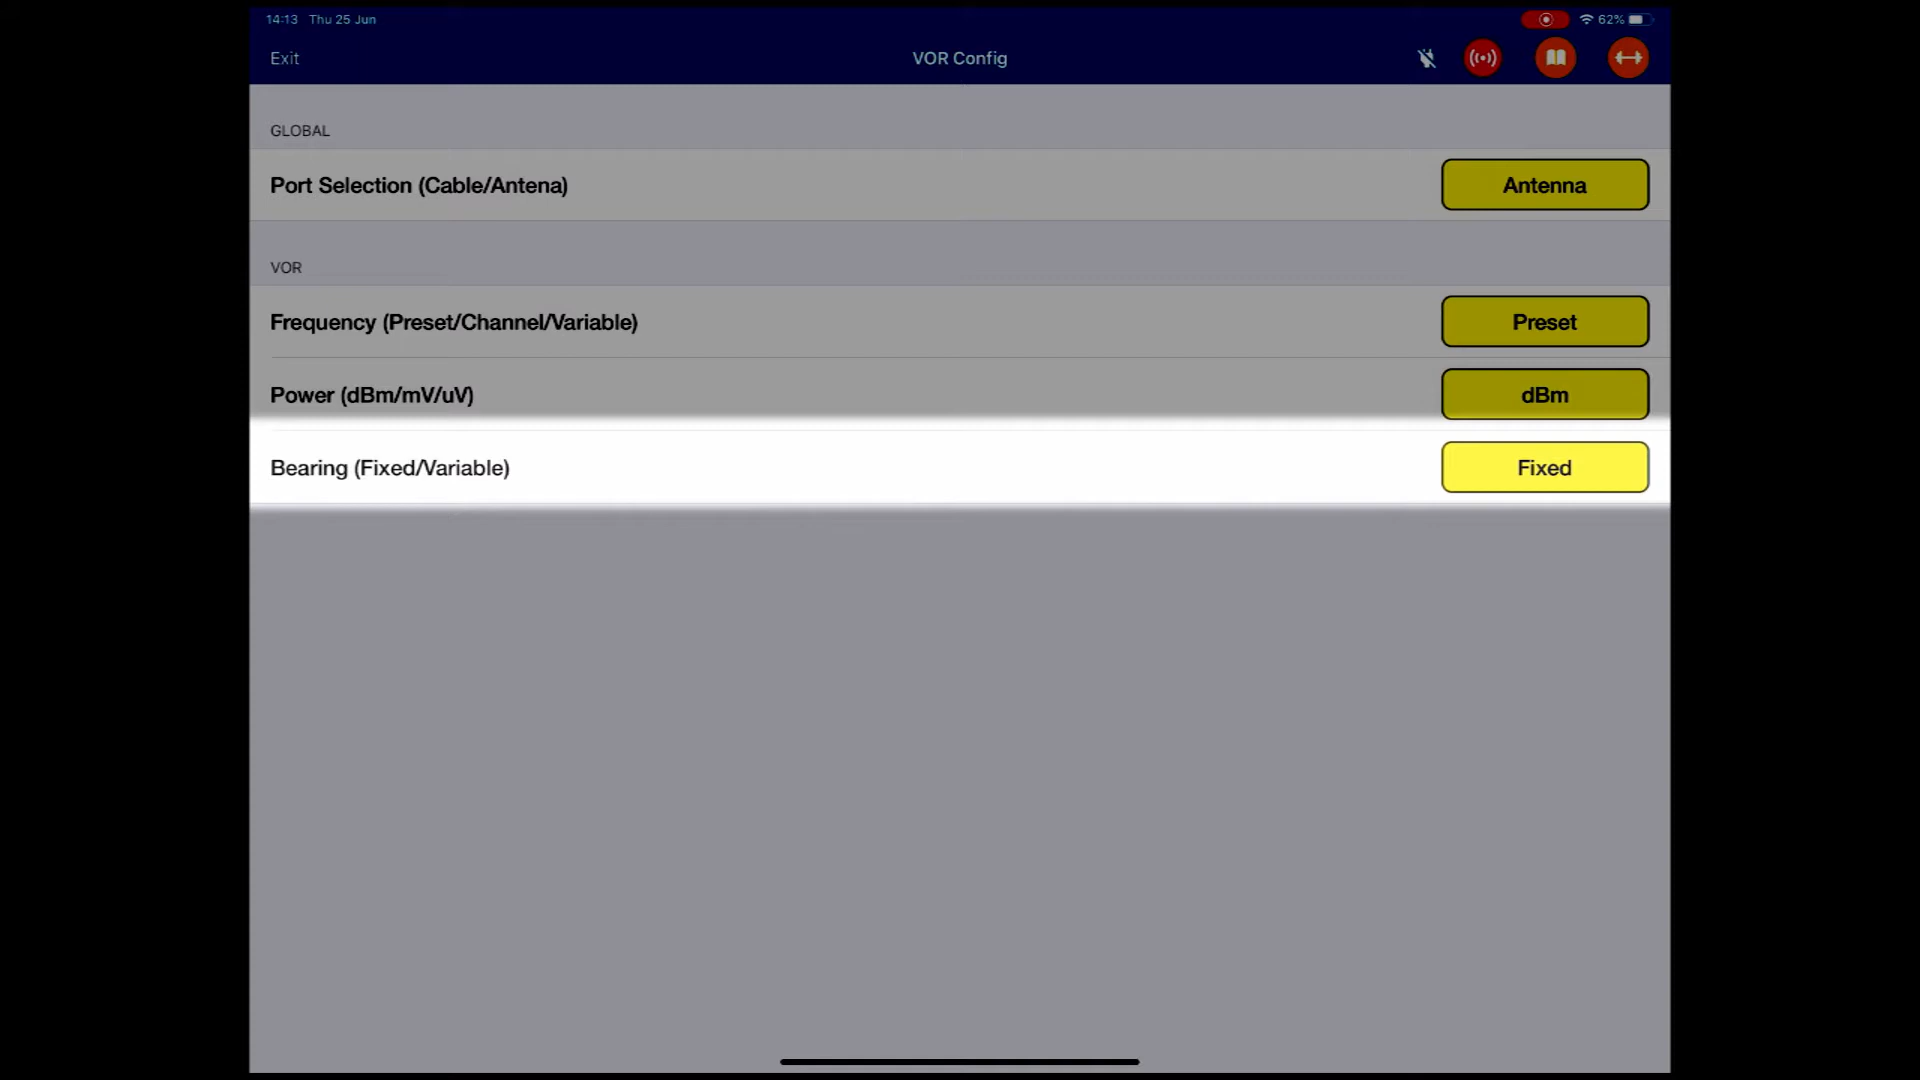 14:13 Thu 25 Jun
62%
Exit
VOR Config
GLOBAL
Port Selection (Cable/Antena)
Antenna
VOR
Frequency (Preset/Channel/Variable)
Preset
Power (dBm/mV/uV)
dBm
Bearing (Fixed/Variable)
Fixed